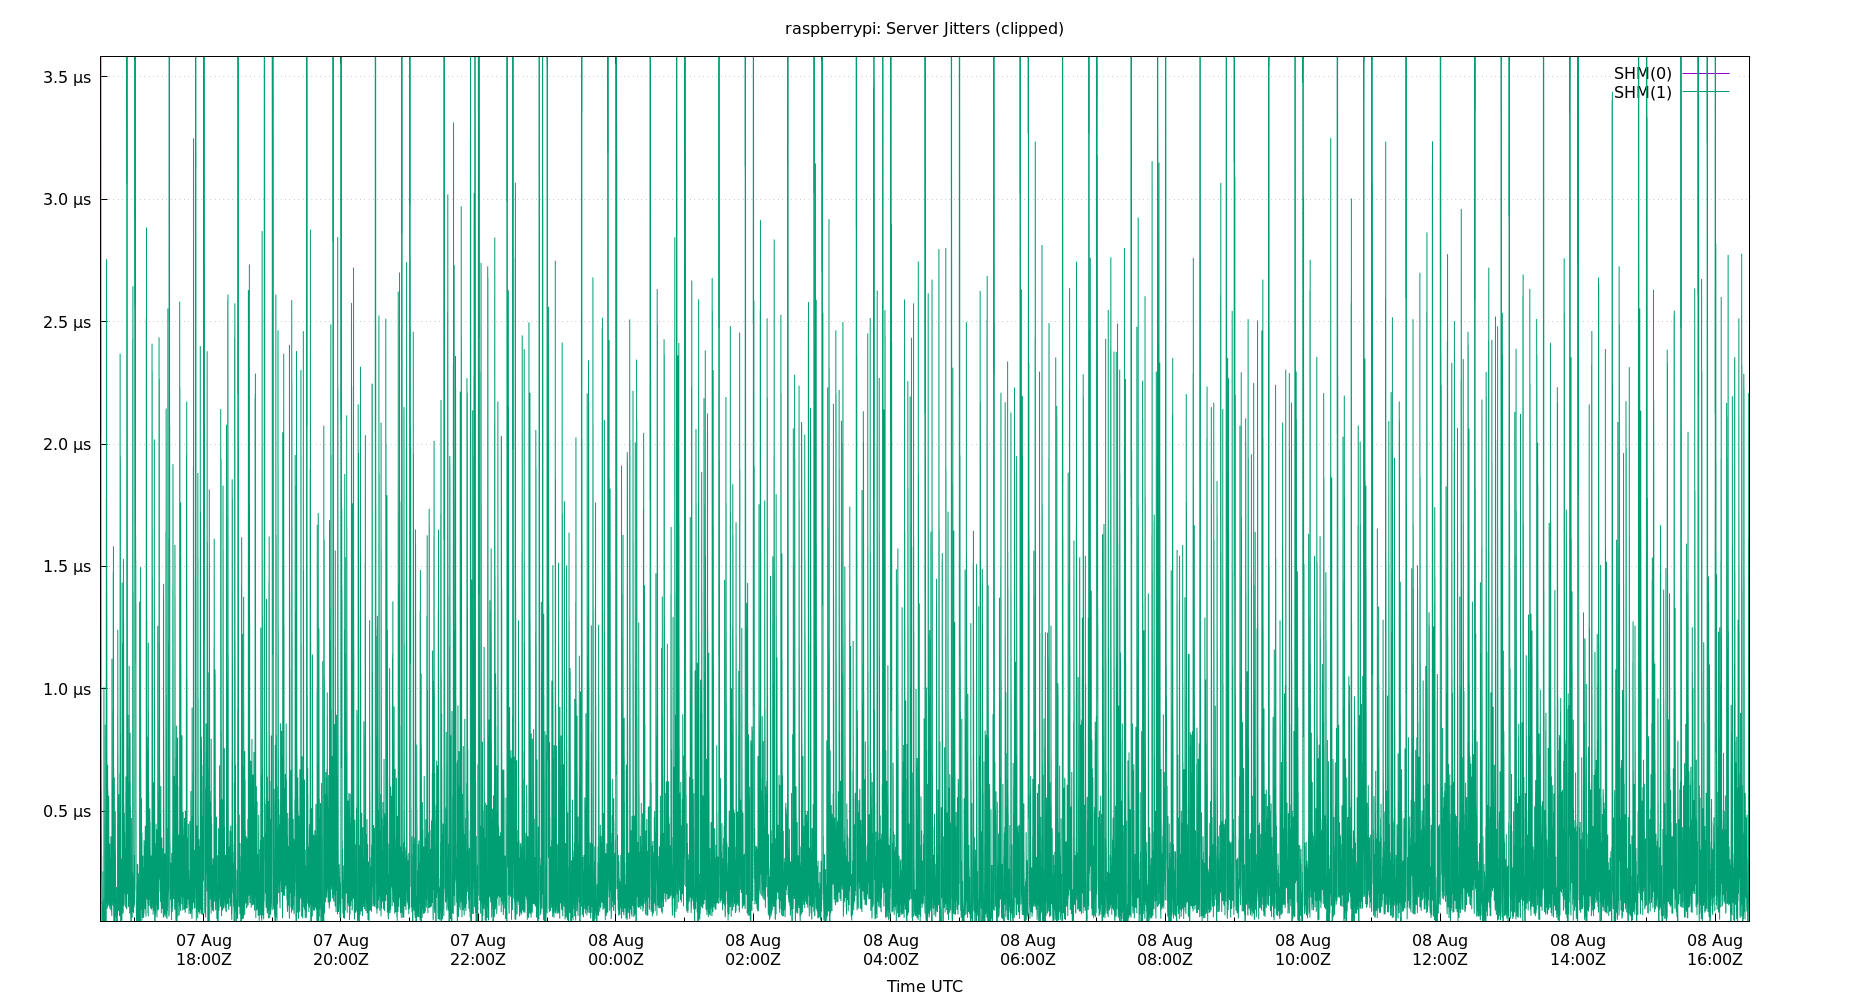 raspberrypi: Server Jitters (clipped)
SHM(0)
SHM(1)
3.5 µs
3.0 µs
2.5 µs
2.0 µs
1.5 µs
1.0 µs
0.5 µs
07 Aug 07 Aug 07 Aug 08 Aug 08 Aug 08 Aug 08 Aug 08 Aug 08 Aug 08 Aug 08 Aug 08 Aug
18:00Z 20:00Z 22:00Z 00:00Z 02:00Z 04:00Z 06:00Z 08:00Z 10:00Z 12:00Z 14:00Z 16:00Z
Time UTC